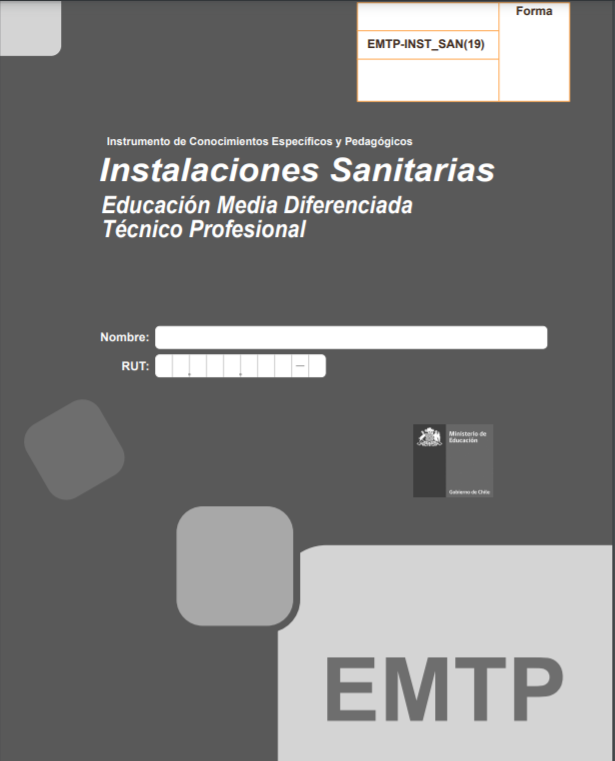 Forma
EMTP-INST_SAN(19)
Instrumento de Conocimientos Específicos y Pedagógicos
Instalaciones Sanitarias
Educación Media Diferenciada
Técnico Profesional
Nombre:
RUT:
Ministerio de
Educación
Gobierno de Chile
EMTP